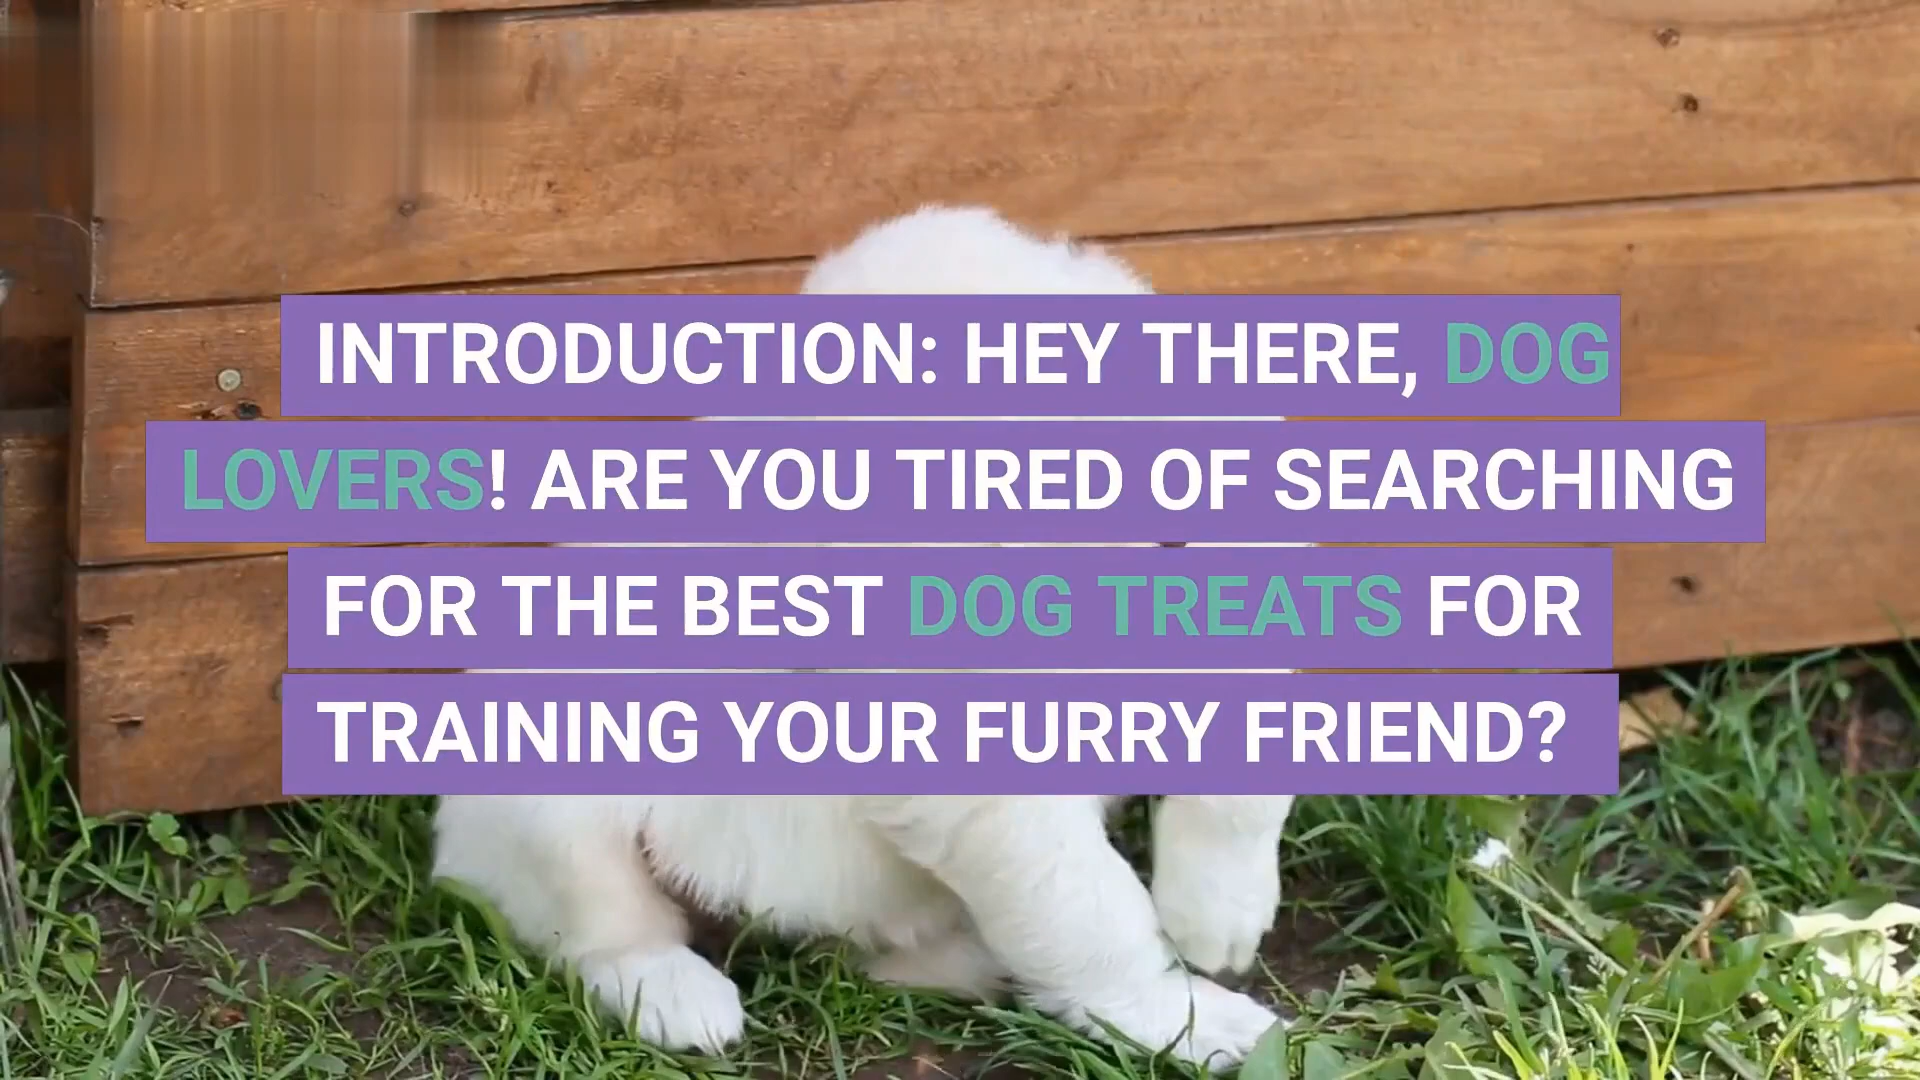 INTRODUCTION: HEY THERE, DOG
LOVERS! ARE YOU TIRED OF SEARCHING
FOR THE BEST DOG TREATS FOR
TRAINING YOUR FURRY FRIEND?